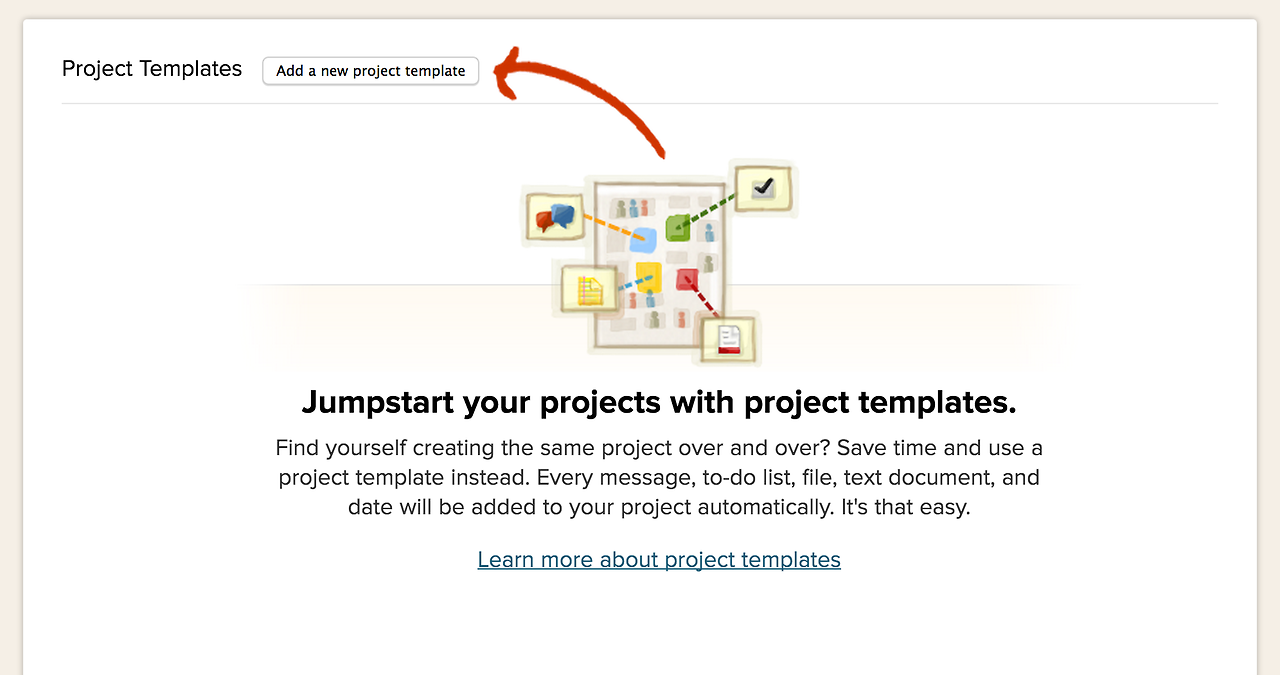 Project Templates Add a new project template
Jumpstart your projects with project templates.
Find yourself creating the same project over and over? Save time and use a
project template instead. Every message, to-do list, file, text document, and
date will be added to your project automatically. It's that easy.
Learn more about project templates